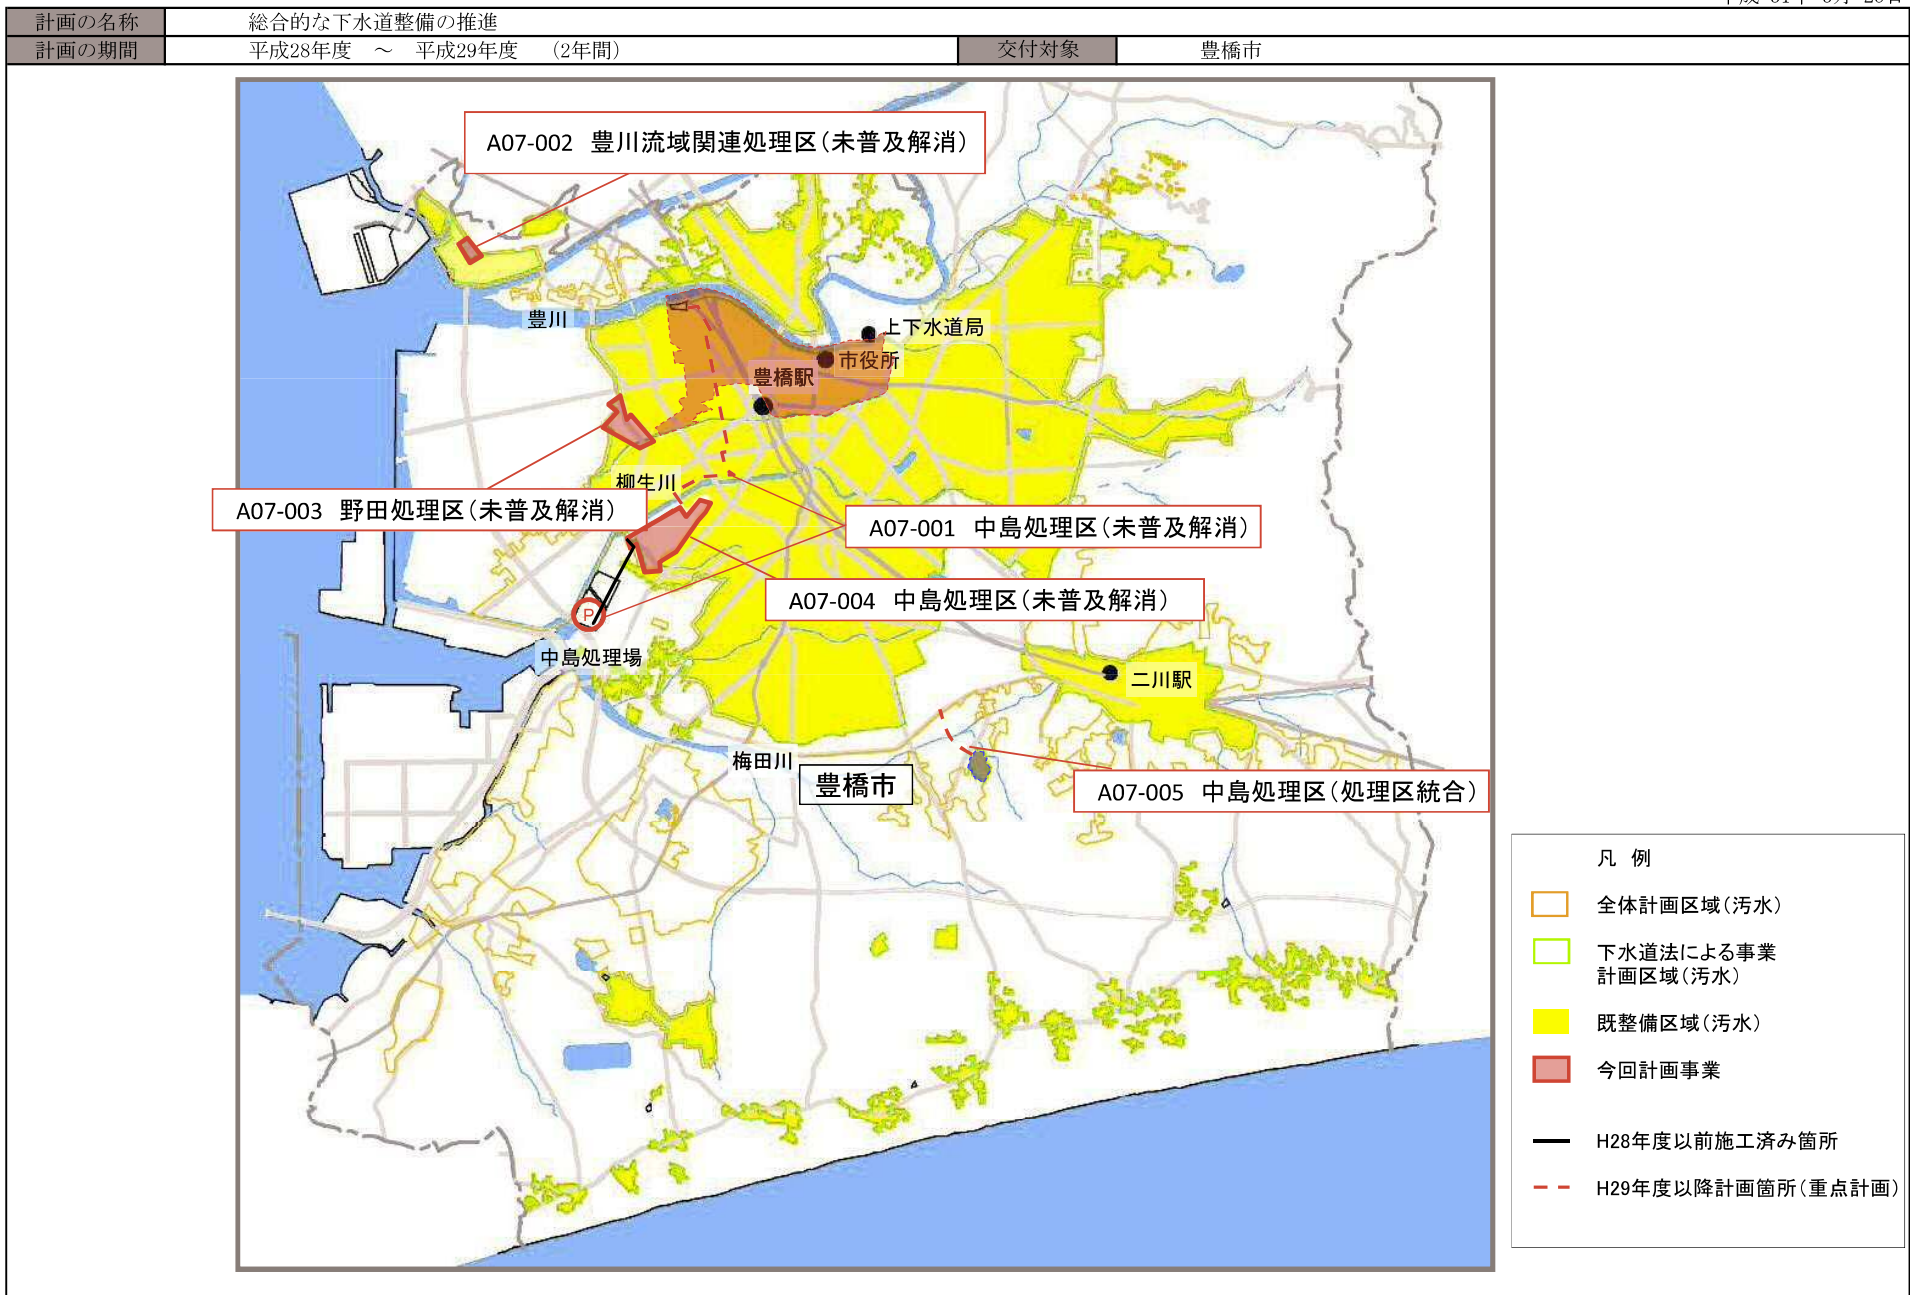 計画の名称 総合的な下水道整備の推進
計画の期間 平成28年度 ～ 平成29年度 （2年間） 交付対象 豊橋市
A07-002 豊川流域関連処理区(未普及解消)
豊川
上下水道局
市役所
豊橋駅
柳生川
A07-003 野田処理区(未普及解消)
A07-001 中島処理区(未普及解消)
A07-004 中島処理区(未普及解消)
P
中島処理場
二川駅
梅田川
豊橋市
A07-005 中島処理区(処理区統合)
凡 例
全体計画区域(汚水)
下水道法による事業
計画区域(汚水)
既整備区域(汚水)
今回計画事業
H28年度以前施工済み箇所
H29年度以降計画箇所(重点計画)